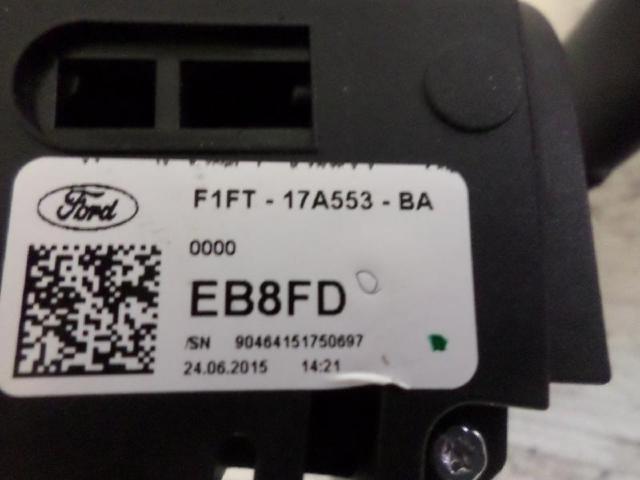 Ford
F1FT - 17A553 - BA
0000
EB8FD
/SN 90464151750697
24.06.2015 14:21